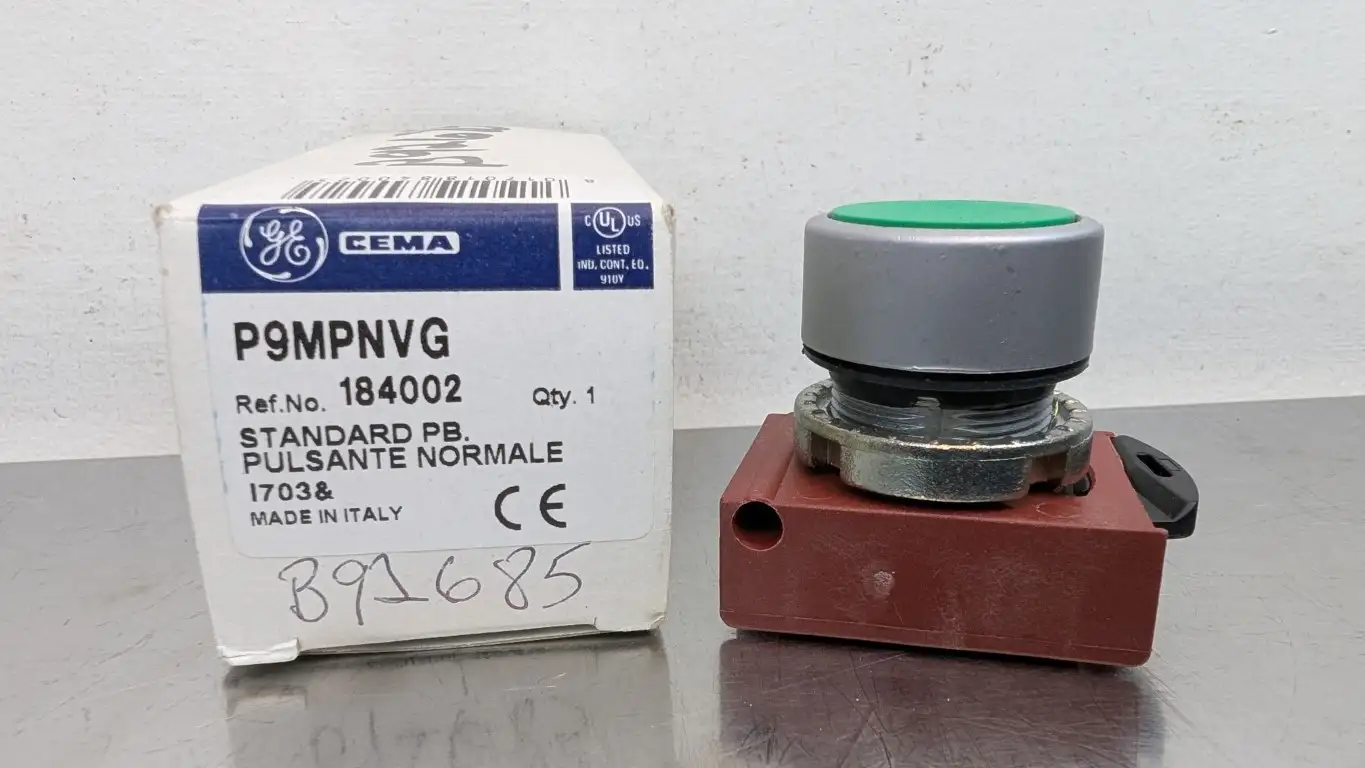 GE CEMA
C UL US
LISTED
IND. CONT. EQ.
910Y
P9MPNVG
Ref.No. 184002 Qty. 1
STANDARD PB.
PULSANTE NORMALE
I703&
MADE IN ITALY CE
B91685